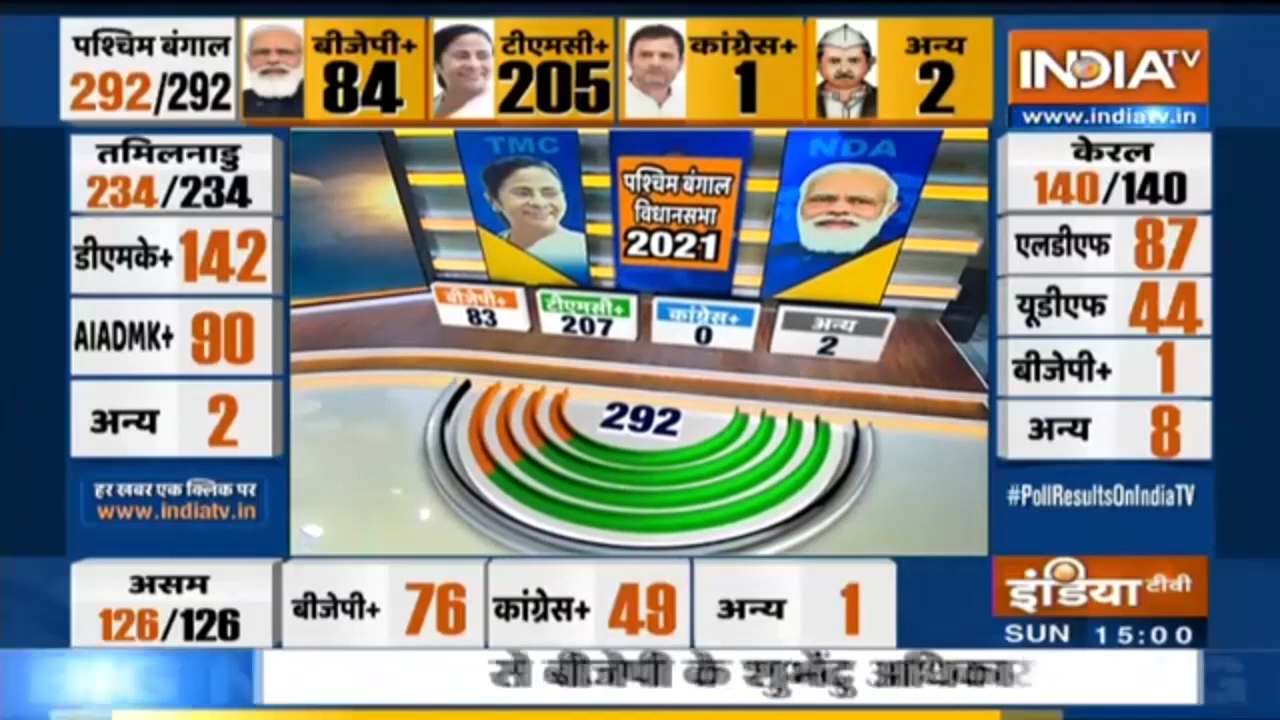 पश्चिम बंगाल
292/292
बीजेपी+
84
टीएमसी+
205
कांग्रेस+
1
अन्य
2
INDIA TV
www.indiatv.in
तमिलनाडु
234/234
डीएमके+ 142
AIADMK+ 90
अन्य 2
हर खबर एक क्लिक पर
www.indiatv.in
TMC
पश्चिम बंगाल
विधानसभा
2021
NDA
बीजेपी+
83
टीएमसी+
207
कांग्रेस+
0
अन्य
2
292
केरल
140/140
एलडीएफ 87
यूडीएफ 44
बीजेपी+ 1
अन्य 8
#PollResultsOnIndiaTV
असम
126/126
बीजेपी+ 76
कांग्रेस+ 49
अन्य 1
इंडिया टीवी
SUN 15:00
से बीजेपी के शुभेंदु